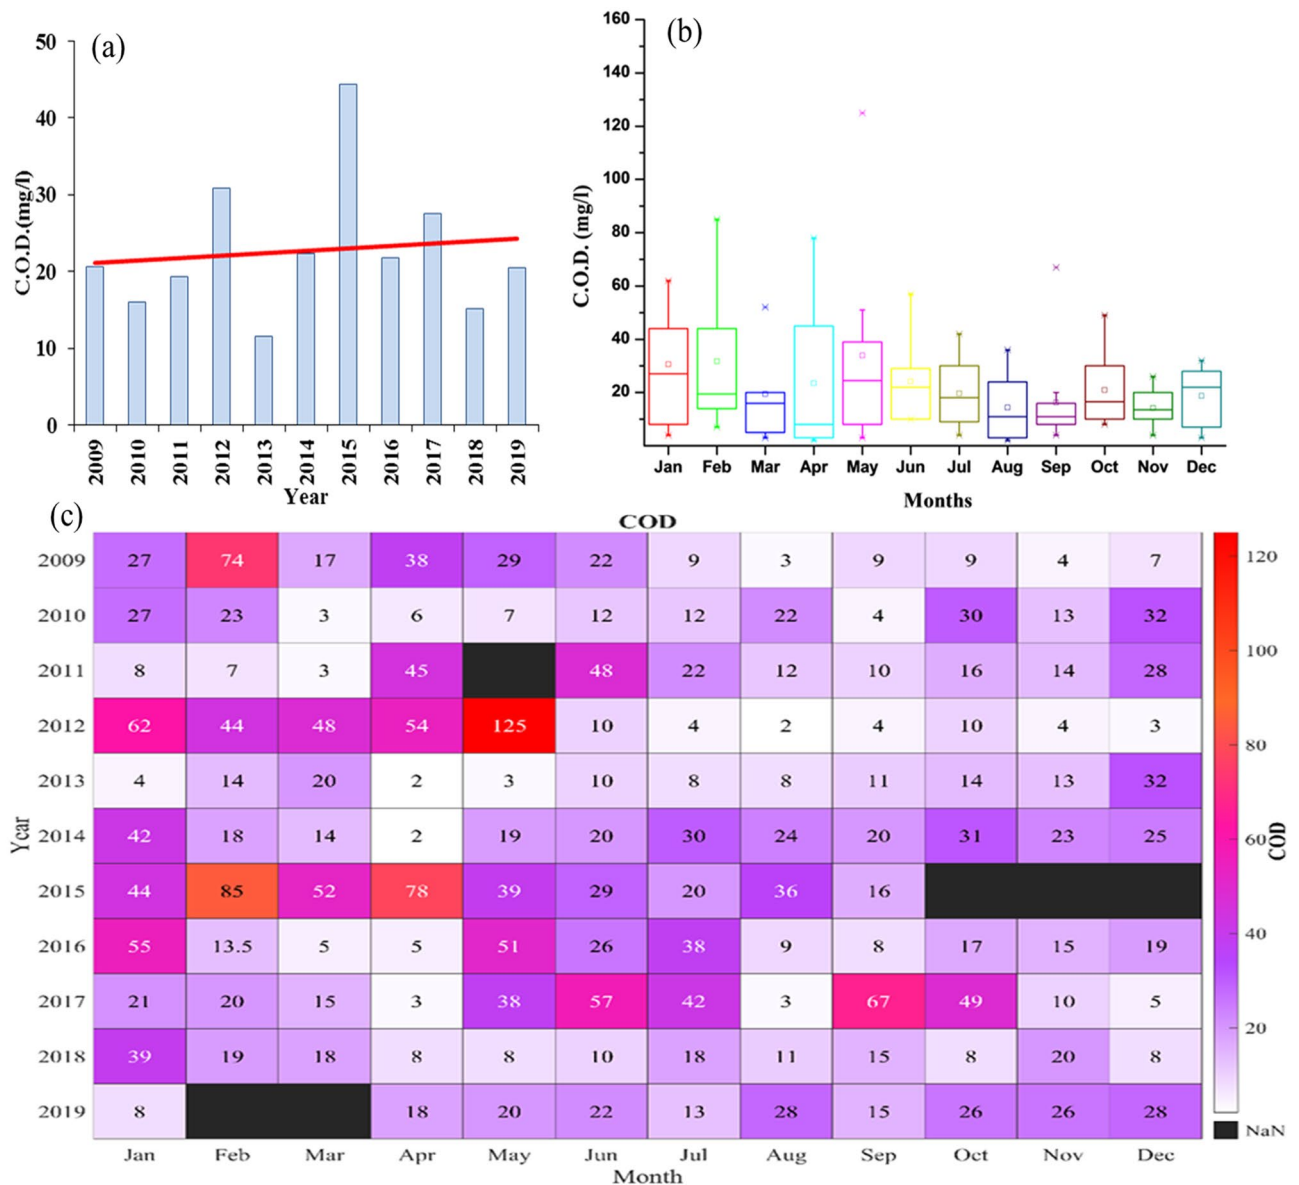 (a)
50
40
30
20
10
0
C.O.D.(mg/l)
2009 2010 2011 2012 2013 2014 2015 2016 2017 2018 2019
Year
(b)
160
140
120
100
80
60
40
20
C.O.D. (mg/l)
Jan Feb Mar Apr May Jun Jul Aug Sep Oct Nov Dec
Months
(c)
COD
2009 27 74 17 38 29 22 9 3 9 9 4 7
2010 27 23 3 6 7 12 12 22 4 30 13 32
2011 8 7 3 45 48 22 12 10 16 14 28
2012 62 44 48 54 125 10 4 2 4 10 4 3
2013 4 14 20 2 3 10 8 8 11 14 13 32
2014 42 18 14 2 19 20 30 24 20 31 23 25
2015 44 85 52 78 39 29 20 36 16
2016 55 13.5 5 5 51 26 38 9 8 17 15 19
2017 21 20 15 3 38 57 42 3 67 49 10 5
2018 39 19 18 8 8 10 18 11 15 8 20 8
2019 8 18 20 22 13 28 15 26 26 28
Jan Feb Mar Apr May Jun Jul Aug Sep Oct Nov Dec
Month
Year
120
100
80
60
40
20
COD
NaN